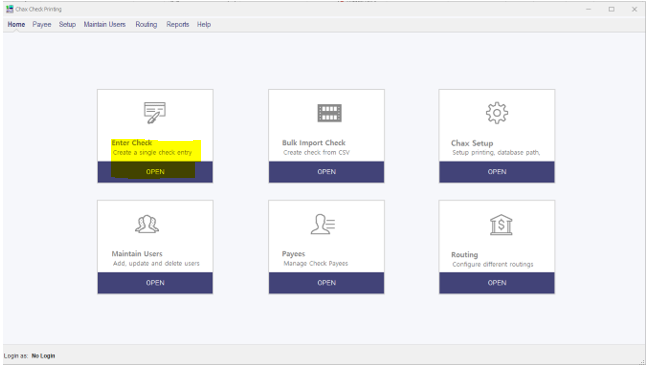 Chax Check Printing
Home Payee Setup Maintain Users Routing Reports Help
Enter Check
Create a single check entry
OPEN
Bulk Import Check
Create check from CSV
OPEN
Chax Setup
Setup printing, database path,
OPEN
Maintain Users
Add, update and delete users
OPEN
Payees
Manage Check Payees
OPEN
Routing
Configure different routings
OPEN
Login as: No Login